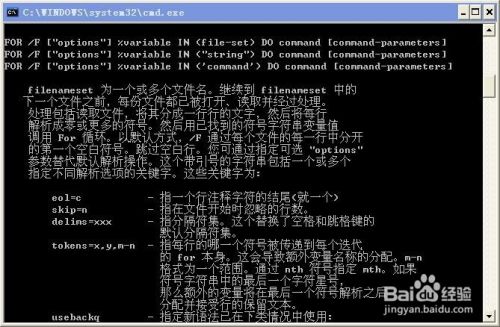 C:\WINDOWS\system32\cmd.exe
FOR /F ["options"] %variable IN (file-set) DO command [command-parameters]
FOR /F ["options"] %variable IN ("string") DO command [command-parameters]
FOR /F ["options"] %variable IN ('command') DO command [command-parameters]
filenameset 为一个或多个文件名。继续到 filenameset 中的
下一个文件之前，每份文件都已被打开、读取并经过处理。
处理包括读取文件，将其分成一行行的文字，然后将每行
解析成零或更多的符号。然后用已找到的符号字符串变量值
调用 For 循环。以默认方式，/F 通过每个文件的每一行中分开
的第一个空白符号。跳过空白行。您可通过指定可选 "options"
参数替代默认解析操作。这个带引号的字符串包括一个或多个
指定不同解析选项的关键字。这些关键字为:
eol=c - 指一个行注释字符的结尾(就一个)
skip=n - 指在文件开始时忽略的行数。
delims=xxx - 指分隔符集。这个替换了空格和跳格键的
默认分隔符集。
tokens=x,y,m-n - 指每行的哪一个符号被传递到每个迭代
的 for 本身。这会导致额外变量名称的分配。m-n
格式为一个范围。通过 nth 符号指定 mth。如果
符号字符串中的最后一个字符星号，
那么额外的变量将在最后一个符号解析之后
分配并接受行的保留文本。
usebackq - 指定新语法已在下类情况中使用:
Baidu 经验